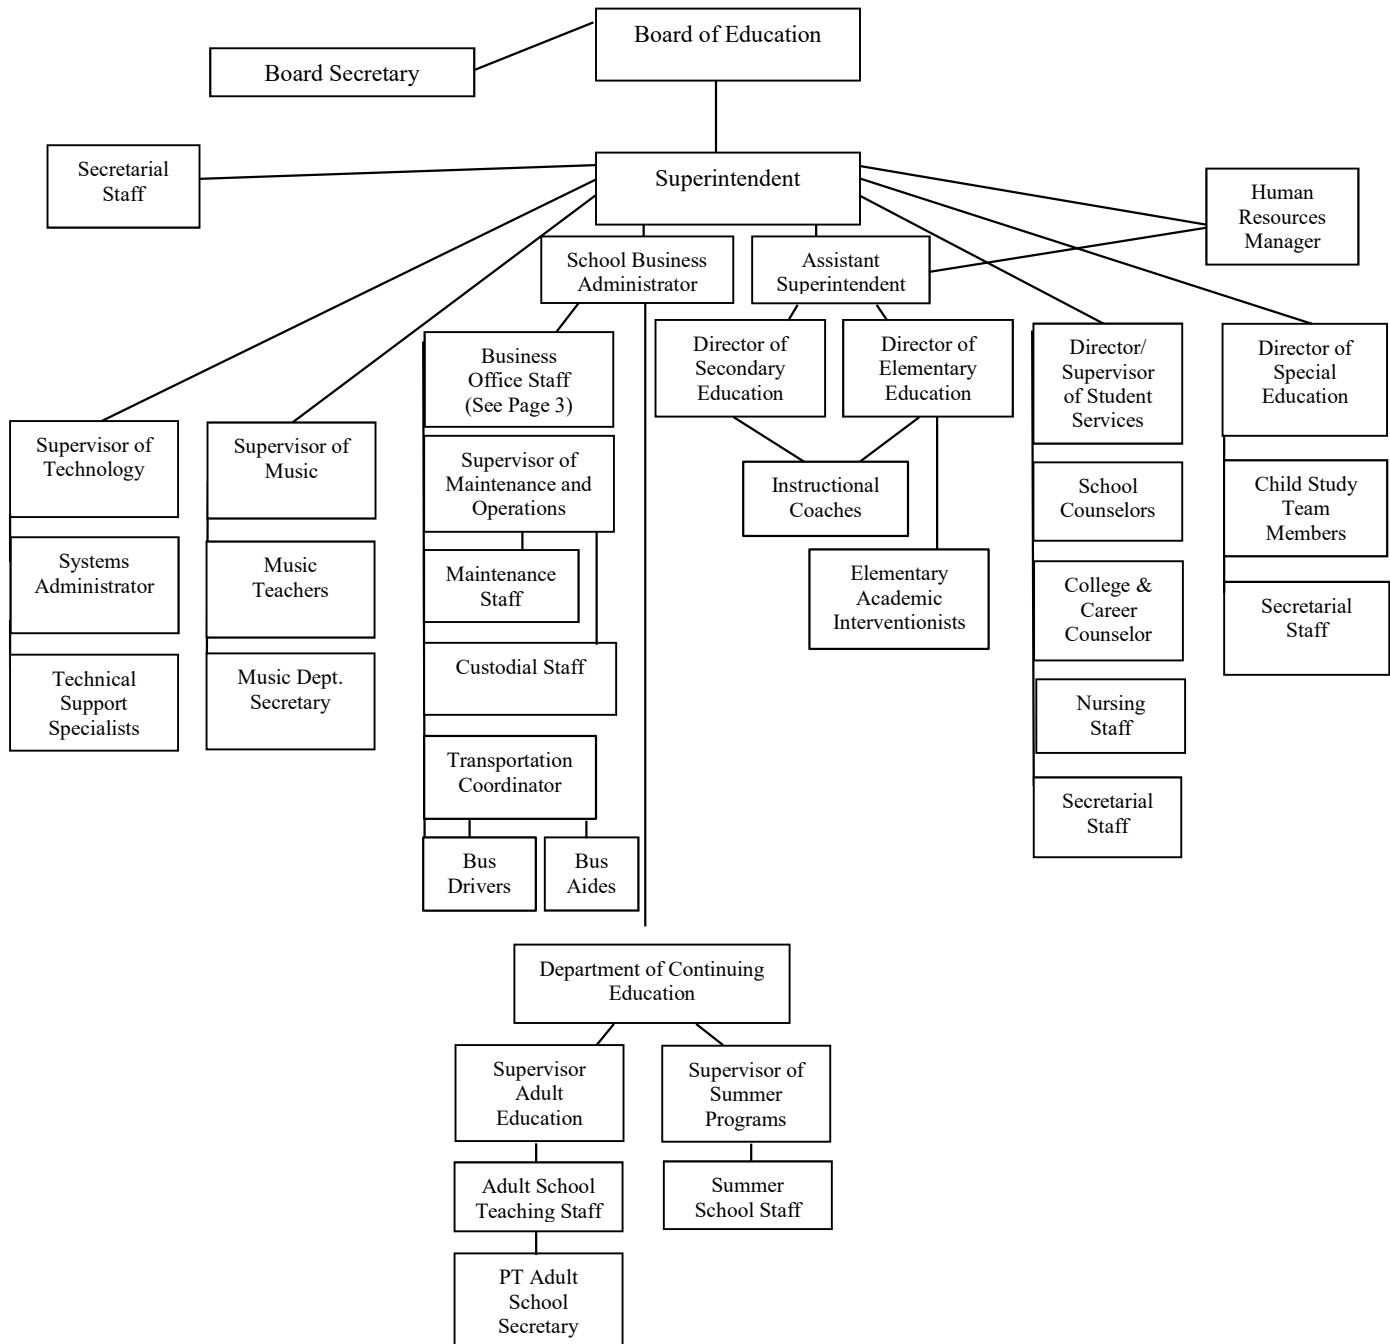 Board of Education
Board Secretary
Secretarial
Staff
Superintendent
Human
Resources
Manager
School Business
Administrator
Assistant
Superintendent
Business
Office Staff
(See Page 3)
Director of
Secondary
Education
Director of
Elementary
Education
Director/
Supervisor
of Student
Services
Director of
Special
Education
Supervisor of
Technology
Supervisor of
Music
Supervisor of
Maintenance and
Operations
Instructional
Coaches
School
Counselors
Child Study
Team
Members
Systems
Administrator
Music
Teachers
Maintenance
Staff
Elementary
Academic
Interventionists
College &
Career
Counselor
Secretarial
Staff
Technical
Support
Specialists
Music Dept.
Secretary
Custodial Staff
Nursing
Staff
Transportation
Coordinator
Secretarial
Staff
Bus
Drivers
Bus
Aides
Department of Continuing
Education
Supervisor
Adult
Education
Supervisor of
Summer
Programs
Adult School
Teaching Staff
Summer
School Staff
PT Adult
School
Secretary